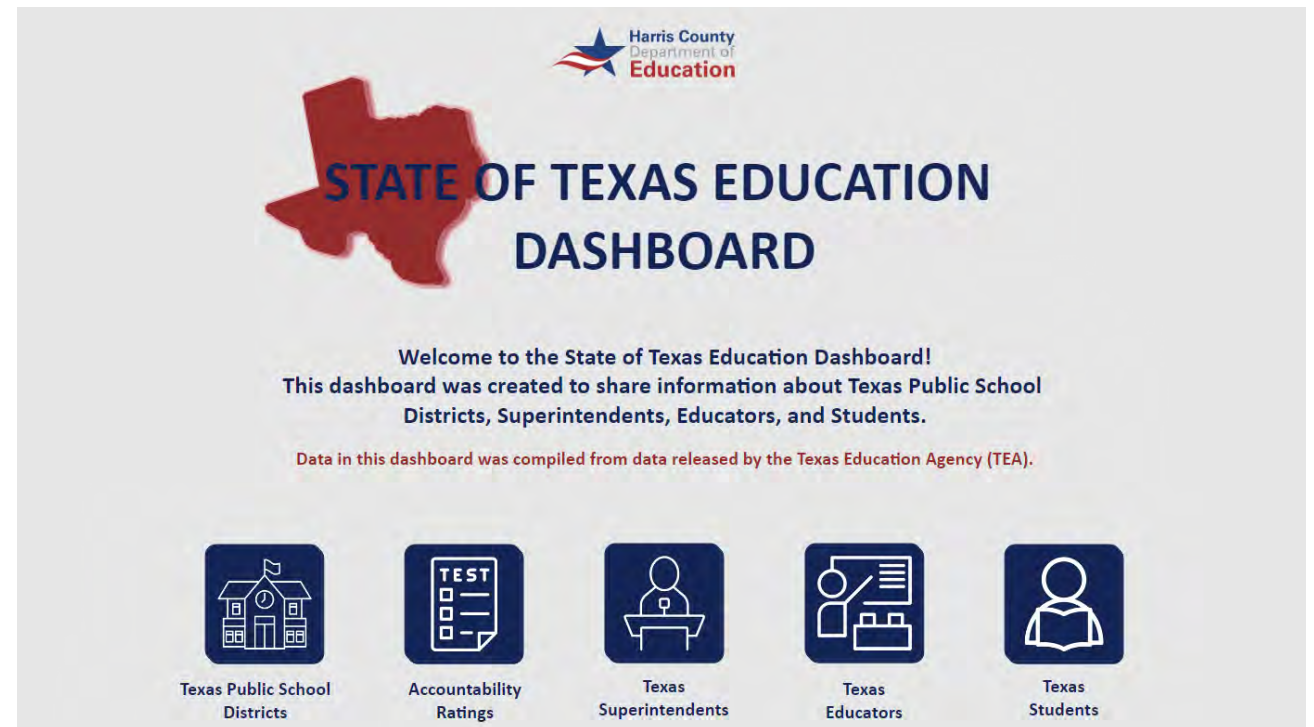 Harris County
Department of
Education
STATE OF TEXAS EDUCATION
DASHBOARD
Welcome to the State of Texas Education Dashboard!
This dashboard was created to share information about Texas Public School
Districts, Superintendents, Educators, and Students.
Data in this dashboard was compiled from data released by the Texas Education Agency (TEA).
TEST
Texas Public School
Districts
Accountability
Ratings
Texas
Superintendents
Texas
Educators
Texas
Students